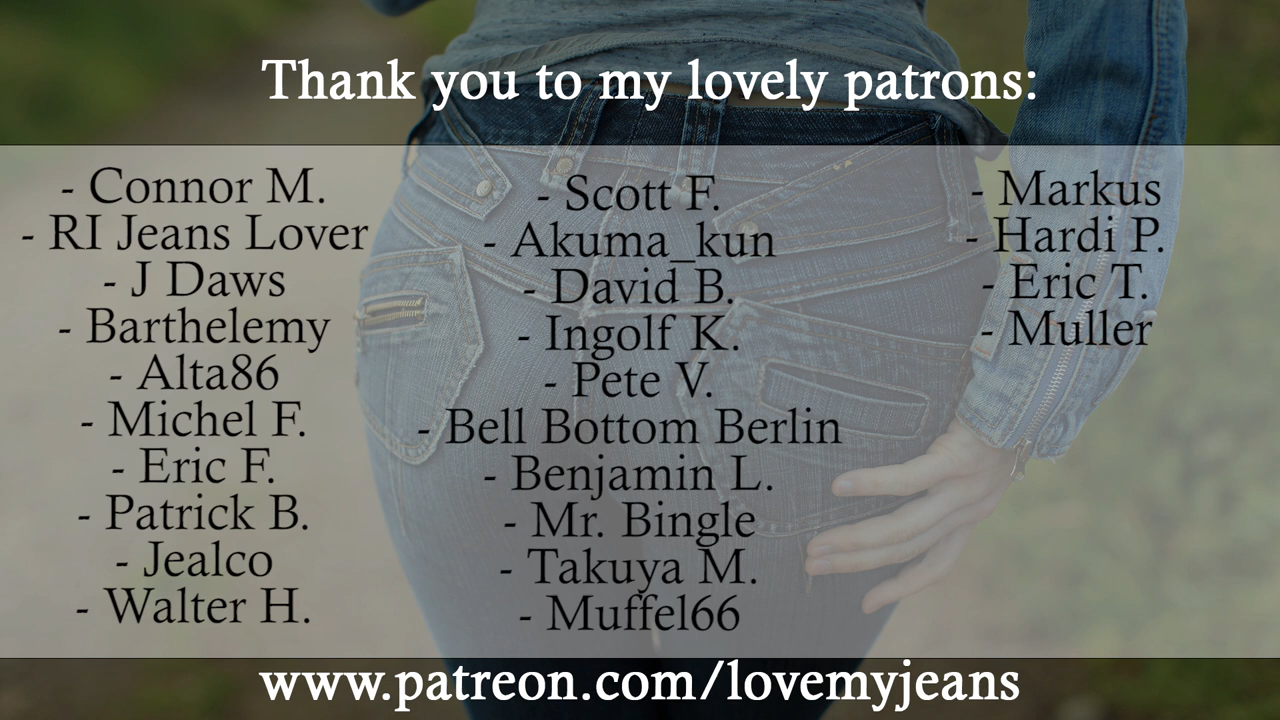 Thank you to my lovely patrons:
- Connor M.
- RI Jeans Lover
- J Daws
- Barthelemy
- Alta86
- Michel F.
- Eric F.
- Patrick B.
- Jealco
- Walter H.
- Scott F.
- Akuma_kun
- David B.
- Ingolf K.
- Pete V.
- Bell Bottom Berlin
- Benjamin L.
- Mr. Bingle
- Takuya M.
- Muffel66
- Markus
- Hardi P.
- Eric T.
- Muller
www.patreon.com/lovemyjeans